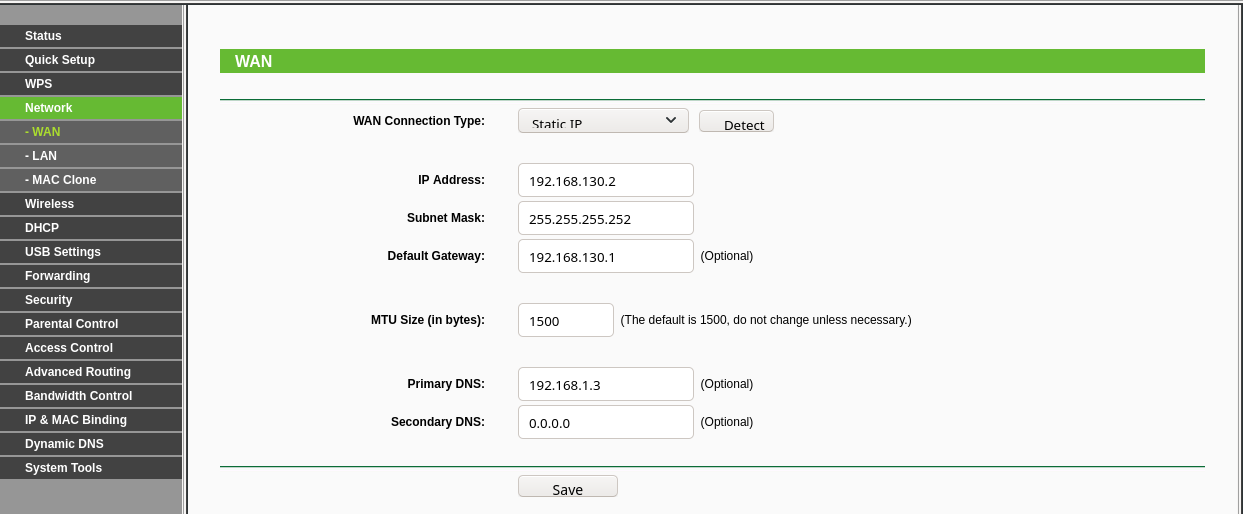 Status
Quick Setup
WPS
Network
- WAN
- LAN
- MAC Clone
Wireless
DHCP
USB Settings
Forwarding
Security
Parental Control
Access Control
Advanced Routing
Bandwidth Control
IP & MAC Binding
Dynamic DNS
System Tools
WAN
WAN Connection Type: Static IP Detect
IP Address: 192.168.130.2
Subnet Mask: 255.255.255.252
Default Gateway: 192.168.130.1 (Optional)
MTU Size (in bytes): 1500 (The default is 1500, do not change unless necessary.)
Primary DNS: 192.168.1.3 (Optional)
Secondary DNS: 0.0.0.0 (Optional)
Save